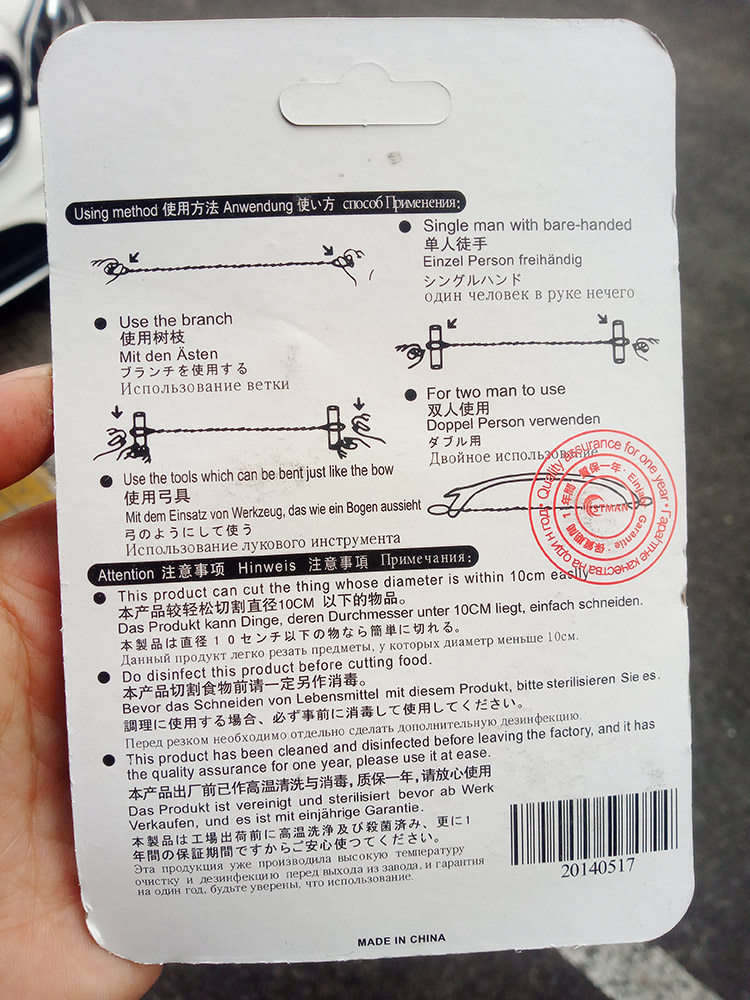 Using method 使用方法 Anwendung 使い方 способ Применения:
Single man with bare-handed
单人徒手
Einzel Person freihändig
シングルハンド
один человек в руке нечего
Use the branch
使用树枝
Mit den Ästen
ブランチを使用する
Использование ветки
For two man to use
双人使用
Doppel Person verwenden
ダブル用
Двойное использование
Use the tools which can be bent just like the bow
使用弓具
Mit dem Einsatz von Werkzeug, das wie ein Bogen aussieht
弓のようにして使う
Использование лукового инструмента
Quality assurance for one year
Гарантие качества на один год
质保一年
Einjahr Garantie
保質期間1年間
STMAN
Attention 注意事项 Hinweis 注意事項 Примечания:
This product can cut the thing whose diameter is within 10cm easlly
本产品较轻松切割直径10CM 以下的物品。
Das Produkt kann Dinge, deren Durchmesser unter 10CM liegt, einfach schneiden.
本製品は直径10センチ以下の物なら簡単に切れる。
Данный продукт легко резать предметы, у которых диаметр меньше 10см.
Do disinfect this product before cutting food.
本产品切割食物前请一定另作消毒。
Bevor das Schneiden von Lebensmittel mit diesem Produkt, bitte sterilisieren Sie es.
調理に使用する場合、必ず事前に消毒して使用してください。
Перед резком необходимо отдельно сделать дополнительную дезинфекцию.
This product has been cleaned and disinfected before leaving the factory, and it has
the quality assurance for one year, please use it at ease.
本产品出厂前已作高温清洗与消毒,质保一年,请放心使用
Das Produkt ist vereinigt und sterilisiert bevor ab Werk
Verkaufen, und es ist mit einjährige Garantie.
本製品は工場出荷前に高温洗浄及び殺菌済み、更に1
年間の保証期間ですからご安心使つてください。
Эта продукция уже производила высокую температуру
очистку и дезинфекцию перед выхода из завода, и гарантия
на один год, будьте уверены, что использование.
20140517
MADE IN CHINA